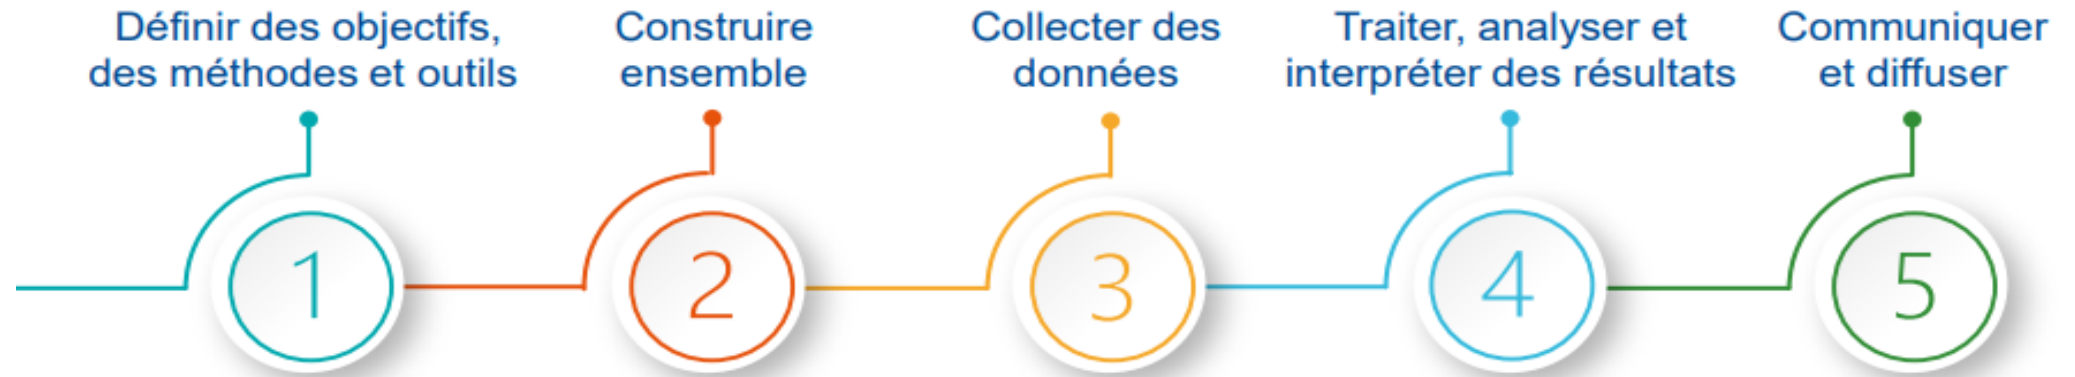 Définir des objectifs,
des méthodes et outils
Construire
ensemble
Collecter des
données
Traiter, analyser et
interpréter des résultats
Communiquer
et diffuser
1
2
3
4
5